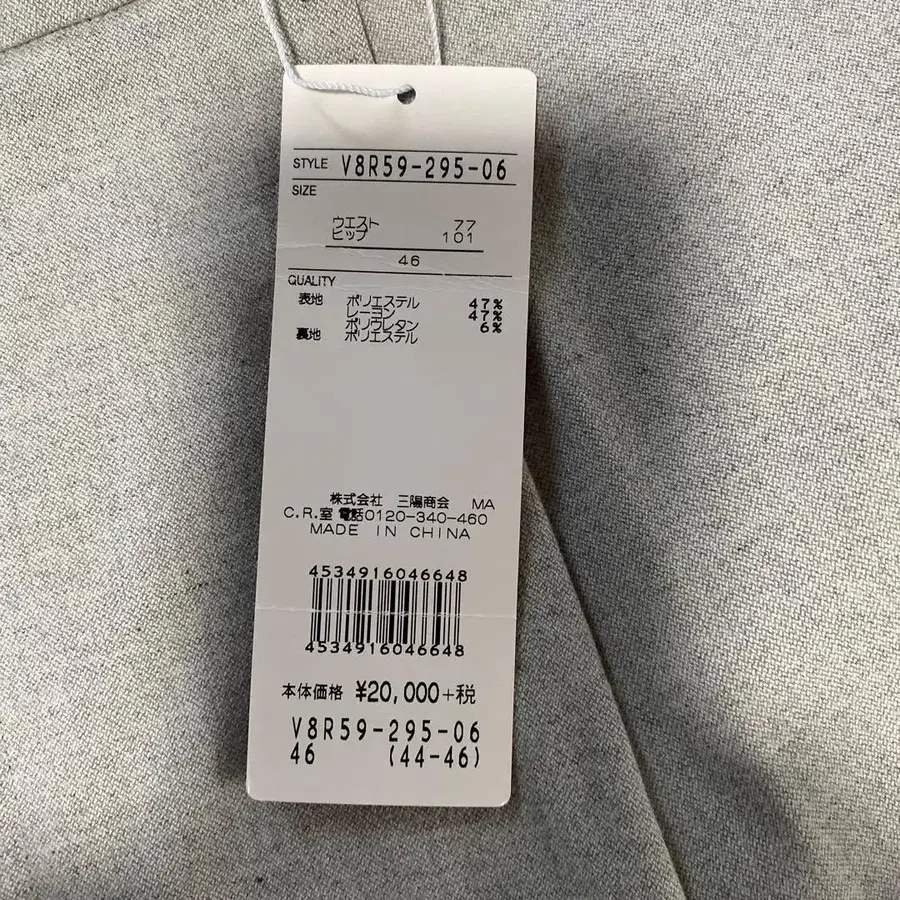 STYLE V8R59-295-06
SIZE
ウエスト 77
ヒップ 101
46
QUALITY
表地 ポリエステル 47%
レーヨン 47%
ポリウレタン 6%
裏地 ポリエステル
株式会社 三陽商会 MA
C.R.室 電話0120-340-460
MADE IN CHINA
4534916046648
4534916046648
本体価格 ¥20,000+税
V8R59-295-06
46 (44-46)